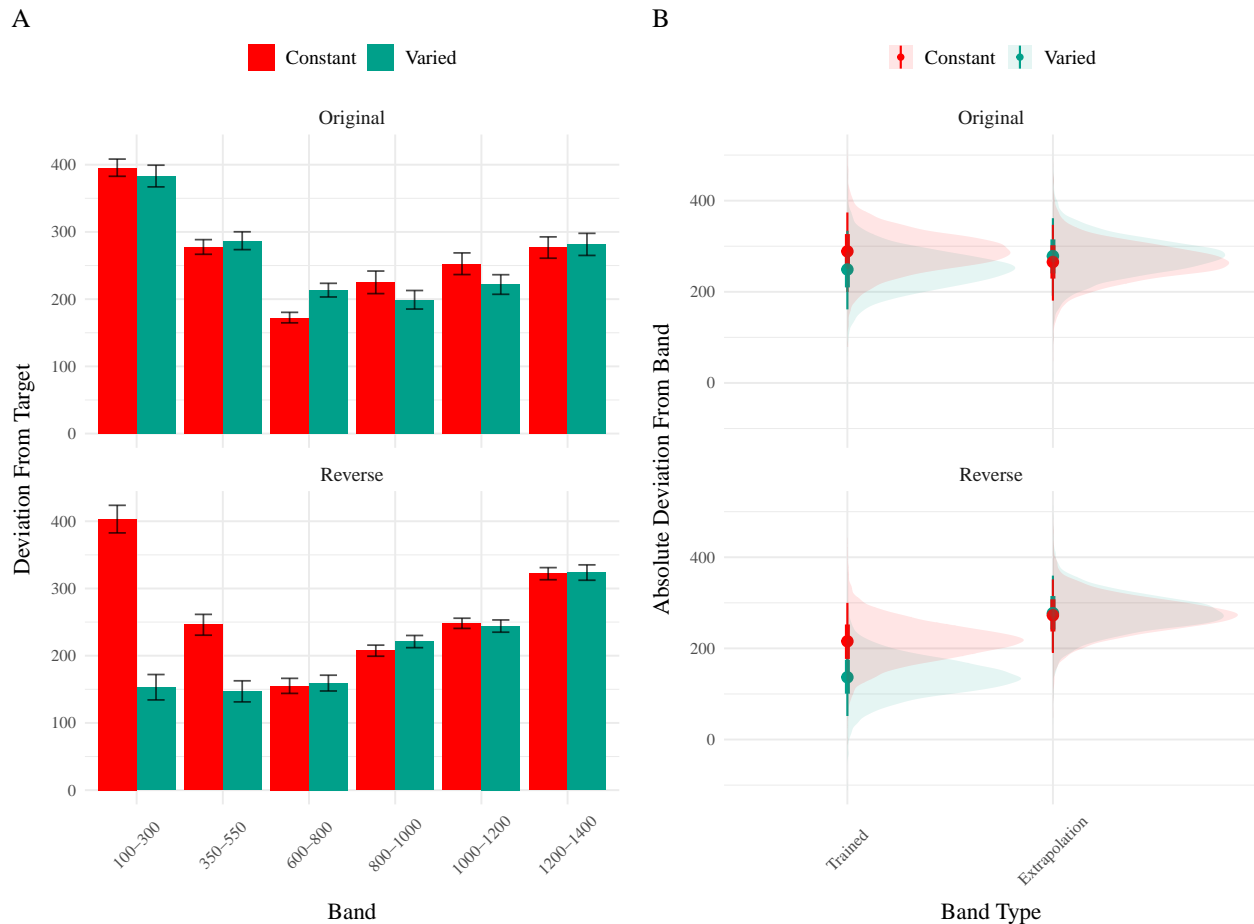 A
Constant Varied
Original
400
300
200
100
0
Reverse
400
300
200
100
0
Deviation From Target
100−300
350−550
600−800
800−1000
1000−1200
1200−1400
Band
B
Constant Varied
Original
400
200
0
Reverse
400
200
0
Absolute Deviation From Band
Trained
Extrapolation
Band Type